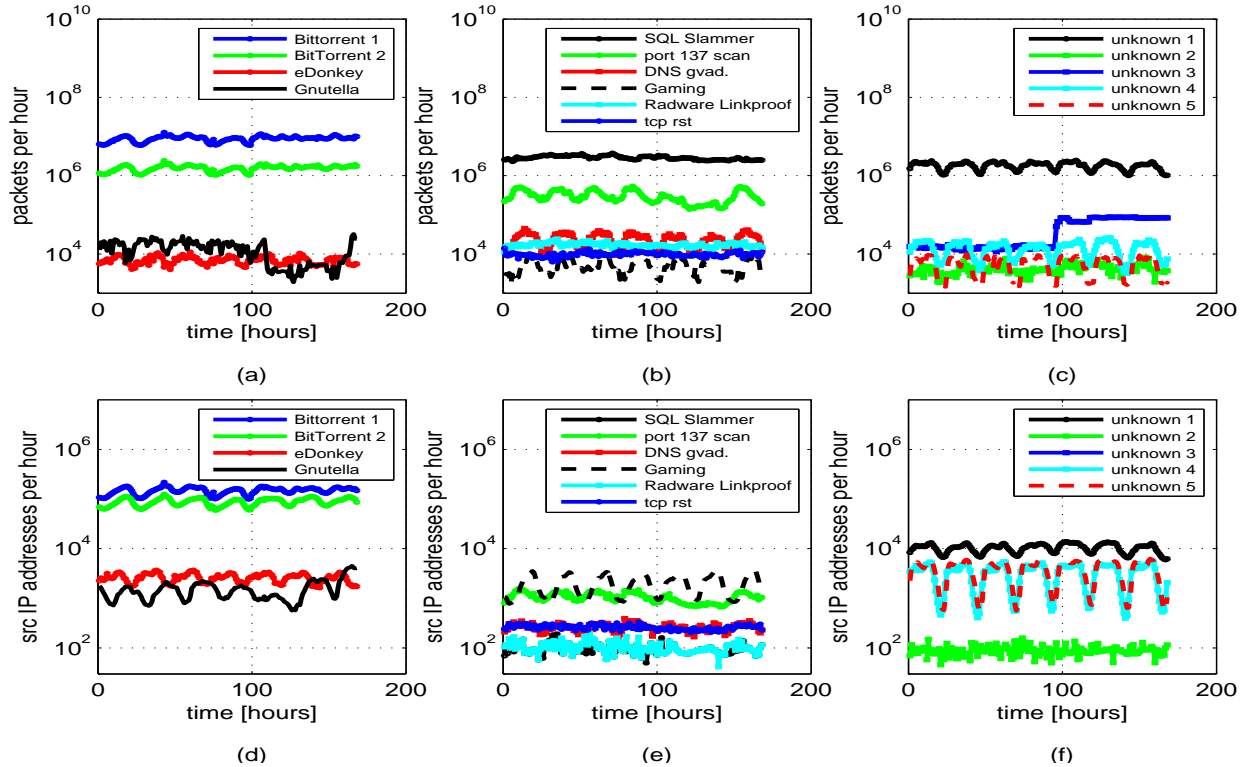 packets per hour
10^10
10^8
10^6
10^4
0
100
200
time [hours]
Bittorrent 1
BitTorrent 2
eDonkey
Gnutella
(a)
packets per hour
10^10
10^8
10^6
10^4
0
100
200
time [hours]
SQL Slammer
port 137 scan
DNS gvad.
Gaming
Radware Linkproof
tcp rst
(b)
packets per hour
10^10
10^8
10^6
10^4
0
100
200
time [hours]
unknown 1
unknown 2
unknown 3
unknown 4
unknown 5
(c)
src IP addresses per hour
10^6
10^4
10^2
0
100
200
time [hours]
Bittorrent 1
BitTorrent 2
eDonkey
Gnutella
(d)
src IP addresses per hour
10^6
10^4
10^2
0
100
200
time [hours]
SQL Slammer
port 137 scan
DNS gvad.
Gaming
Radware Linkproof
tcp rst
(e)
src IP addresses per hour
10^6
10^4
10^2
0
100
200
time [hours]
unknown 1
unknown 2
unknown 3
unknown 4
unknown 5
(f)